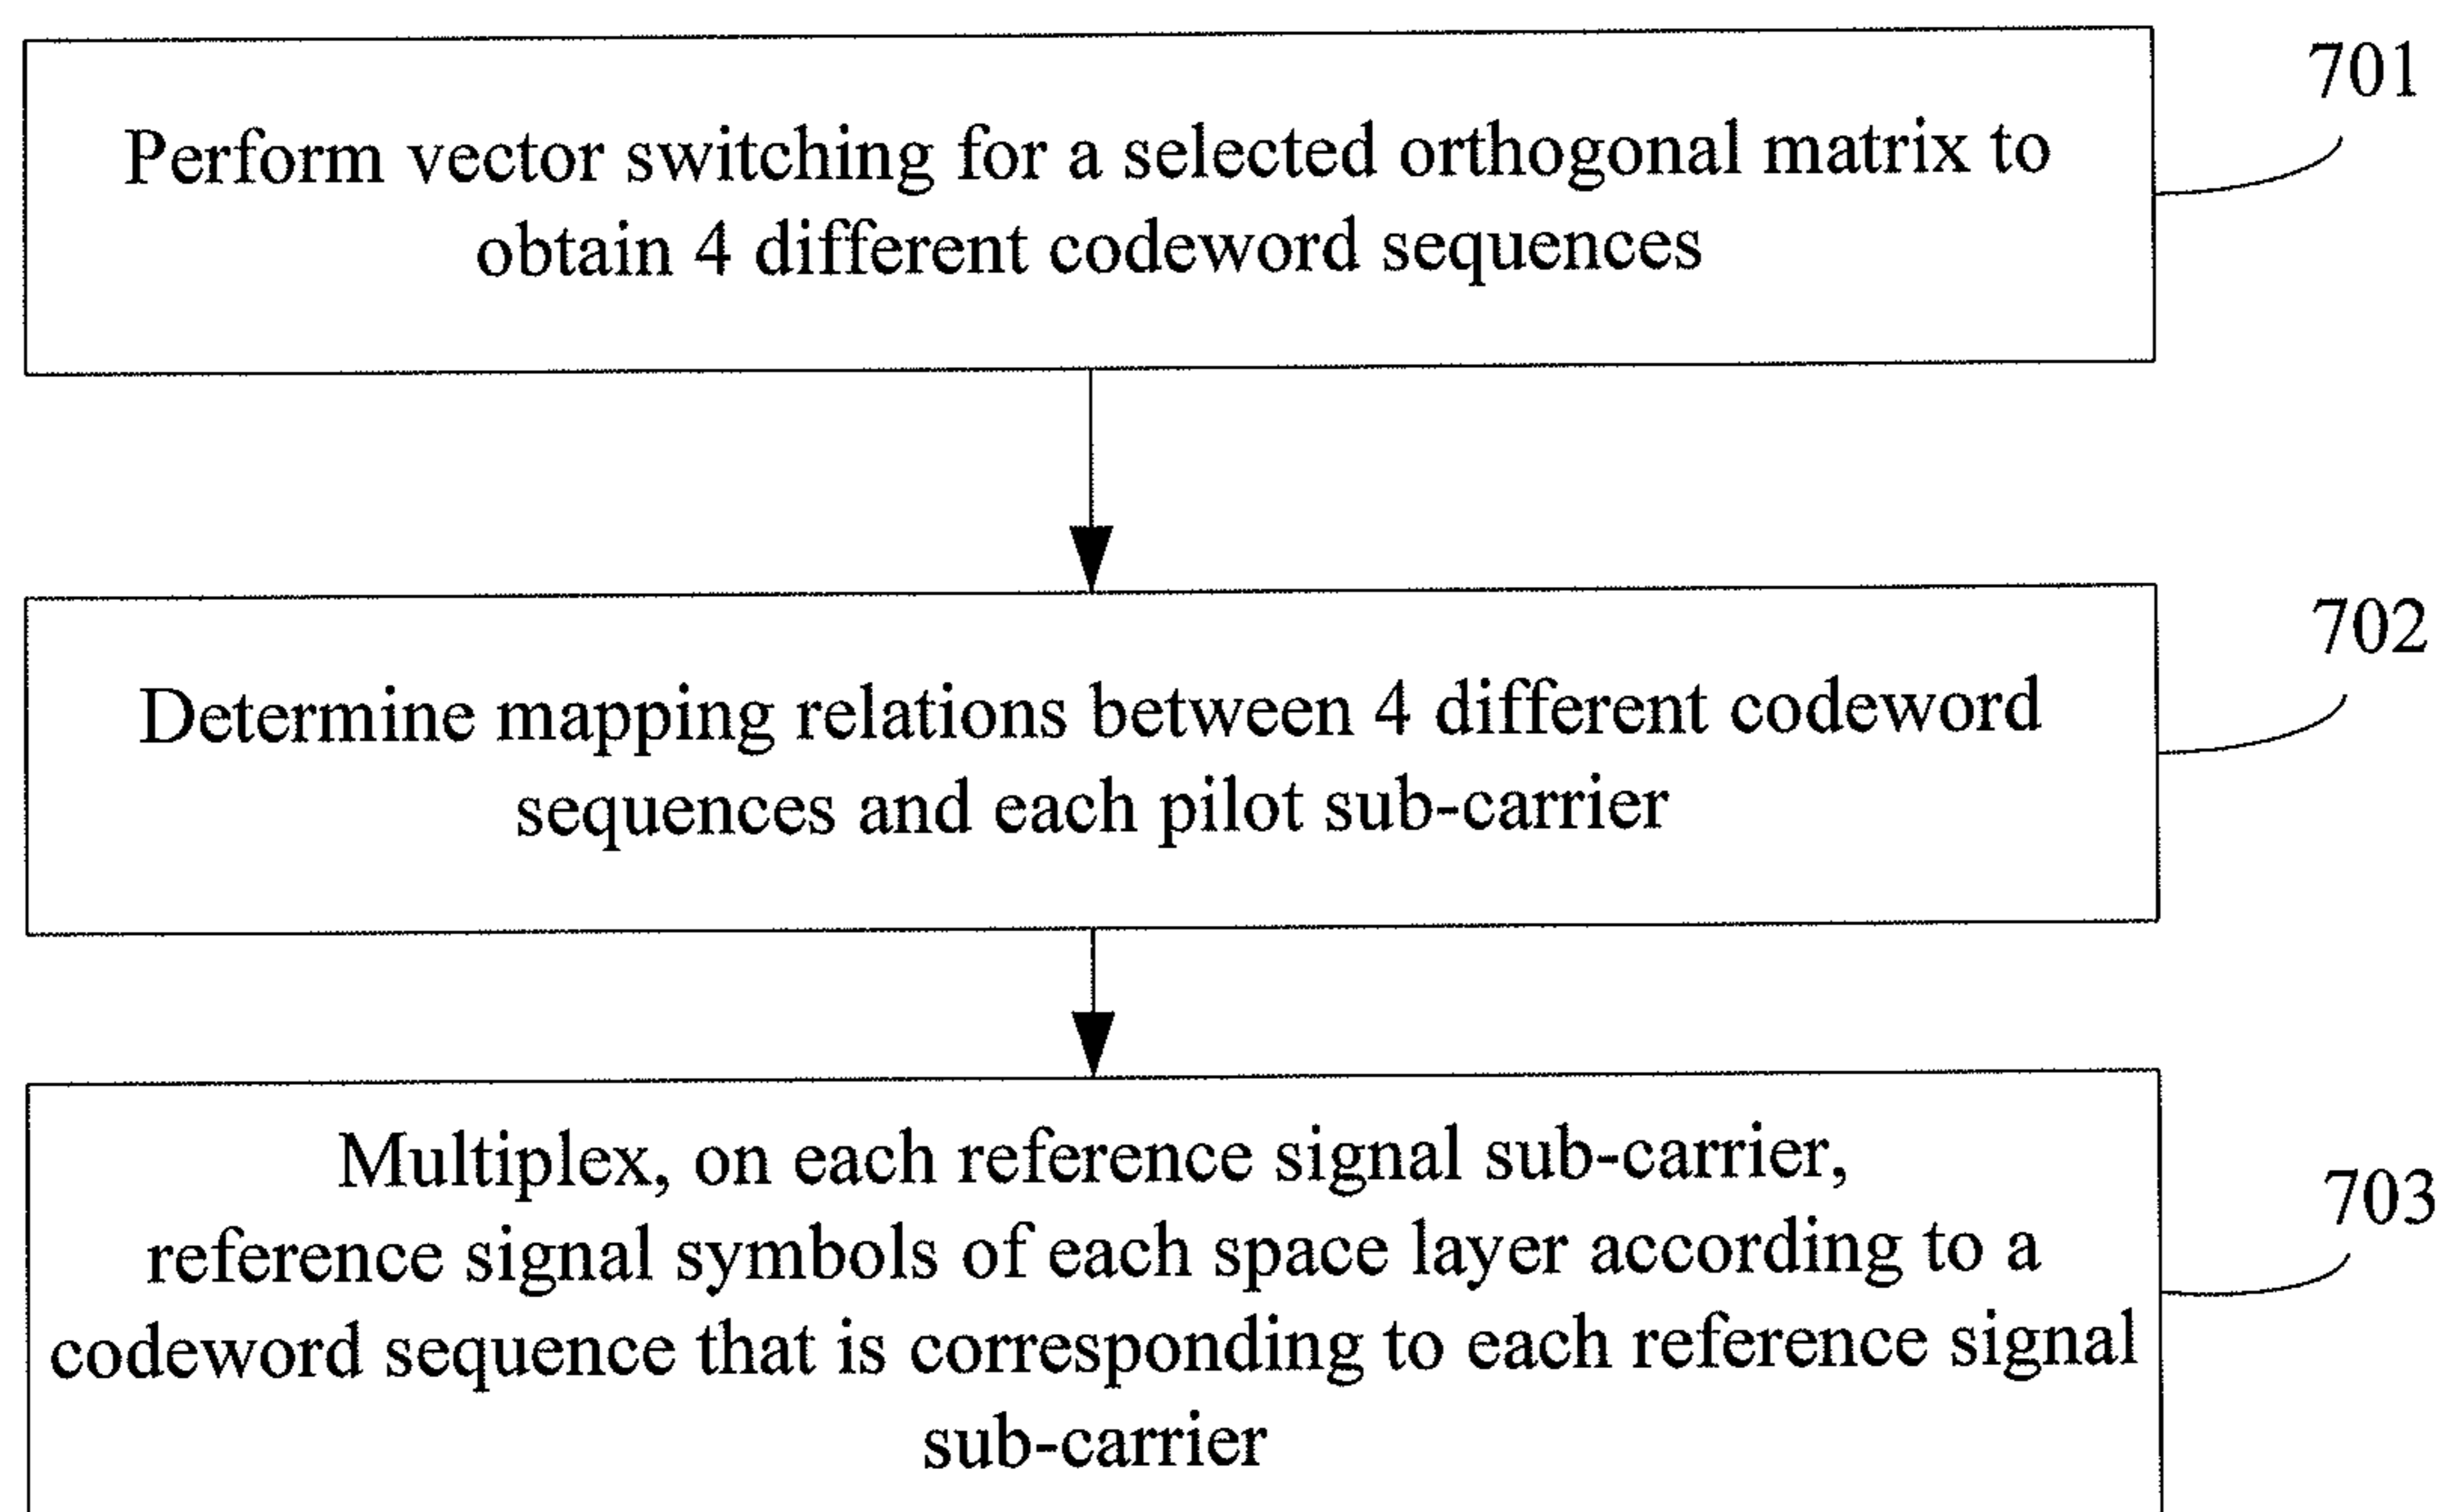 701
Perform vector switching for a selected orthogonal matrix to
obtain 4 different codeword sequences
702
Determine mapping relations between 4 different codeword
sequences and each pilot sub-carrier
703
Multiplex, on each reference signal sub-carrier,
reference signal symbols of each space layer according to a
codeword sequence that is corresponding to each reference signal
sub-carrier